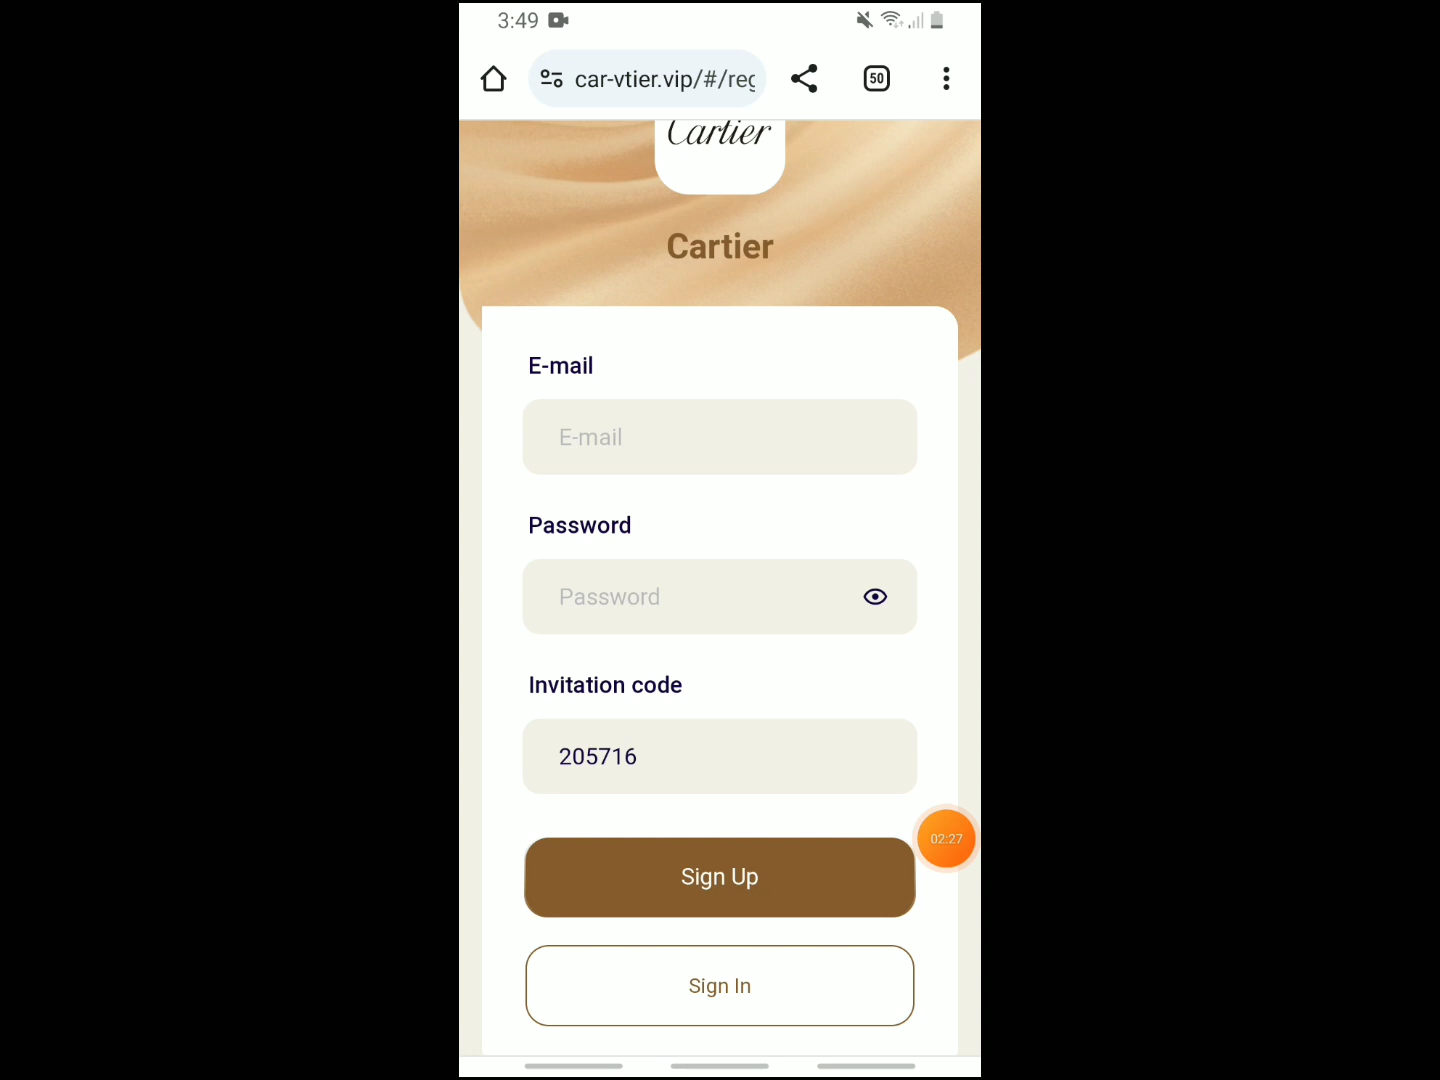 3:49
car-vtier.vip/#/reg
50
Cartier
Cartier
E-mail
E-mail
Password
Password
Invitation code
205716
02:27
Sign Up
Sign In